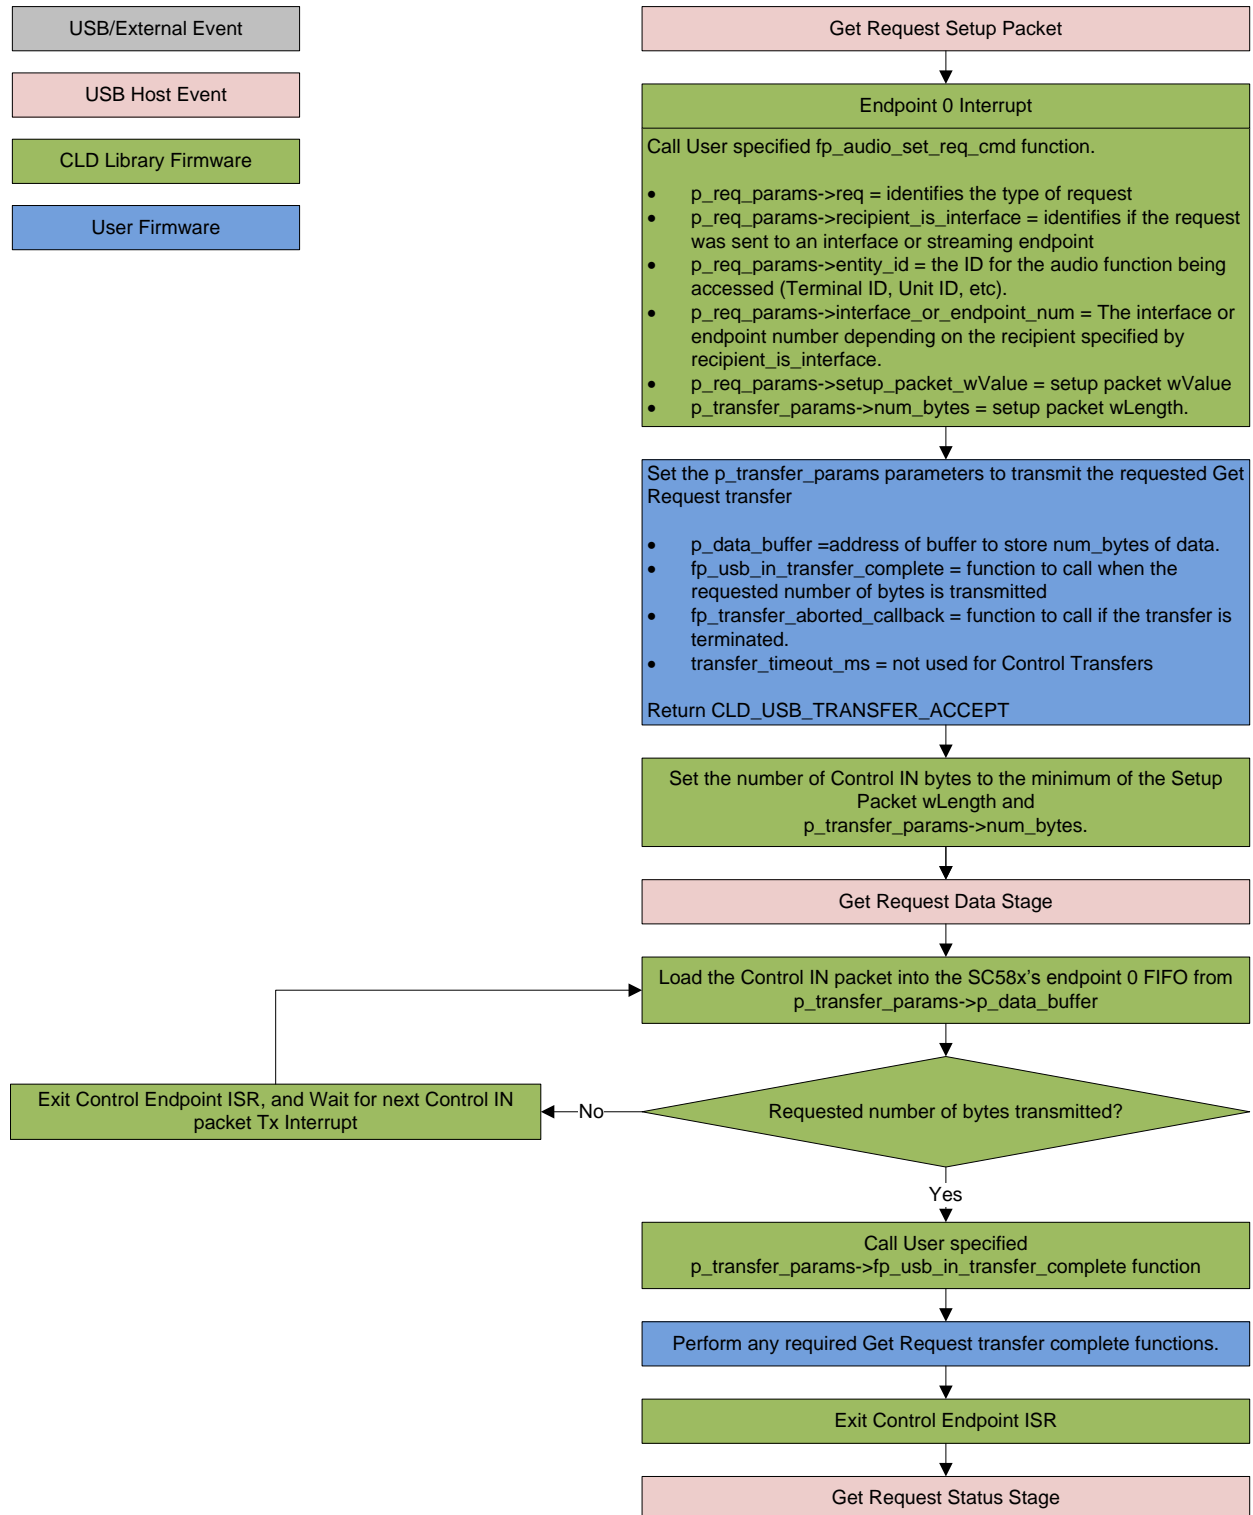 USB/External Event
USB Host Event
CLD Library Firmware
User Firmware
Get Request Setup Packet
Endpoint 0 Interrupt
Call User specified fp_audio_set_req_cmd function.
• p_req_params->req = identifies the type of request
• p_req_params->recipient_is_interface = identifies if the request
was sent to an interface or streaming endpoint
• p_req_params->entity_id = the ID for the audio function being
accessed (Terminal ID, Unit ID, etc).
• p_req_params->interface_or_endpoint_num = The interface or
endpoint number depending on the recipient specified by
recipient_is_interface.
• p_req_params->setup_packet_wValue = setup packet wValue
• p_transfer_params->num_bytes = setup packet wLength.
Set the p_transfer_params parameters to transmit the requested Get
Request transfer
• p_data_buffer =address of buffer to store num_bytes of data.
• fp_usb_in_transfer_complete = function to call when the
requested number of bytes is transmitted
• fp_transfer_aborted_callback = function to call if the transfer is
terminated.
• transfer_timeout_ms = not used for Control Transfers
Return CLD_USB_TRANSFER_ACCEPT
Set the number of Control IN bytes to the minimum of the Setup
Packet wLength and
p_transfer_params->num_bytes.
Get Request Data Stage
Load the Control IN packet into the SC58x's endpoint 0 FIFO from
p_transfer_params->p_data_buffer
Requested number of bytes transmitted?
No
Exit Control Endpoint ISR, and Wait for next Control IN
packet Tx Interrupt
Yes
Call User specified
p_transfer_params->fp_usb_in_transfer_complete function
Perform any required Get Request transfer complete functions.
Exit Control Endpoint ISR
Get Request Status Stage